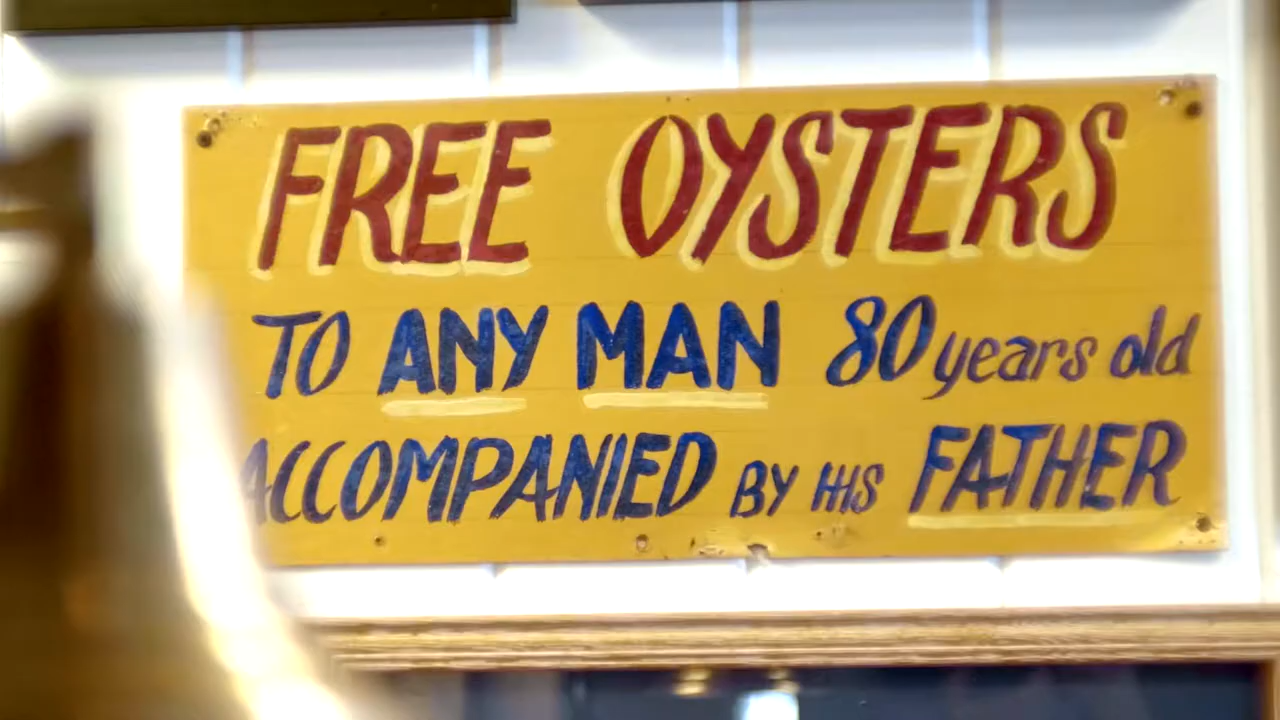 FREE OYSTERS
TO ANY MAN 80 years old
ACCOMPANIED BY HIS FATHER